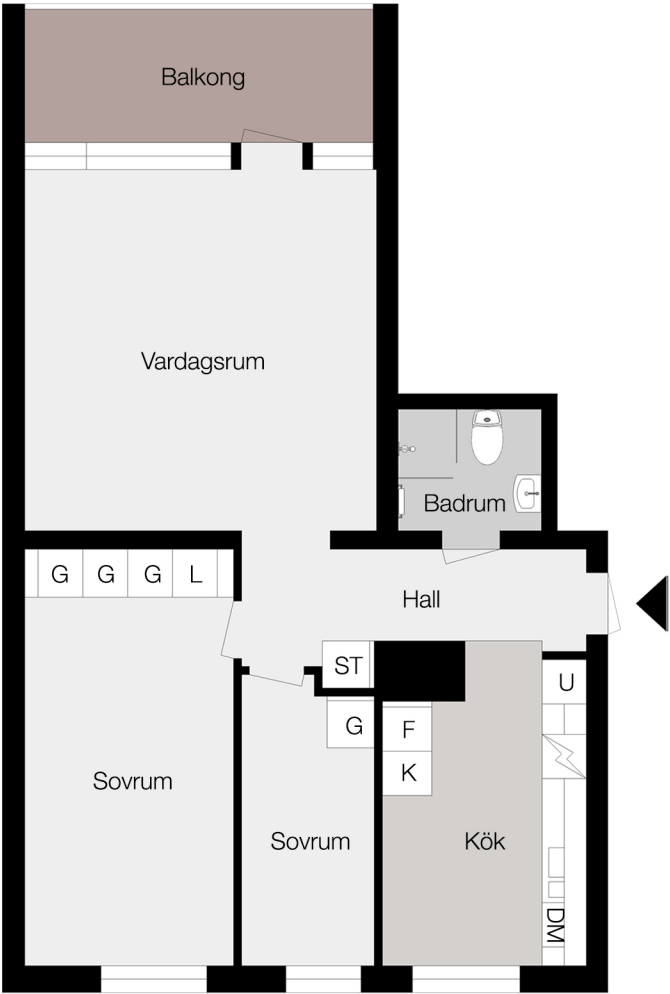 Balkong
Vardagsrum
Badrum
G G G L
Hall
ST
U
G
F
K
Sovrum
Sovrum
Kök
DM